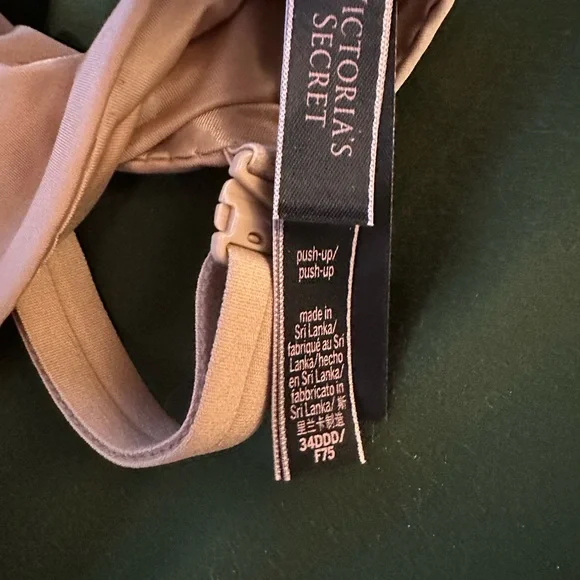 VICTORIA'S
SECRET
push-up/
push-up
made in
Sri Lanka/
fabriqué au Sri
Lanka/hecho
en Sri Lanka/
fabbricato in
Sri Lanka/ 斯
里兰卡制造
34DDD/
F75